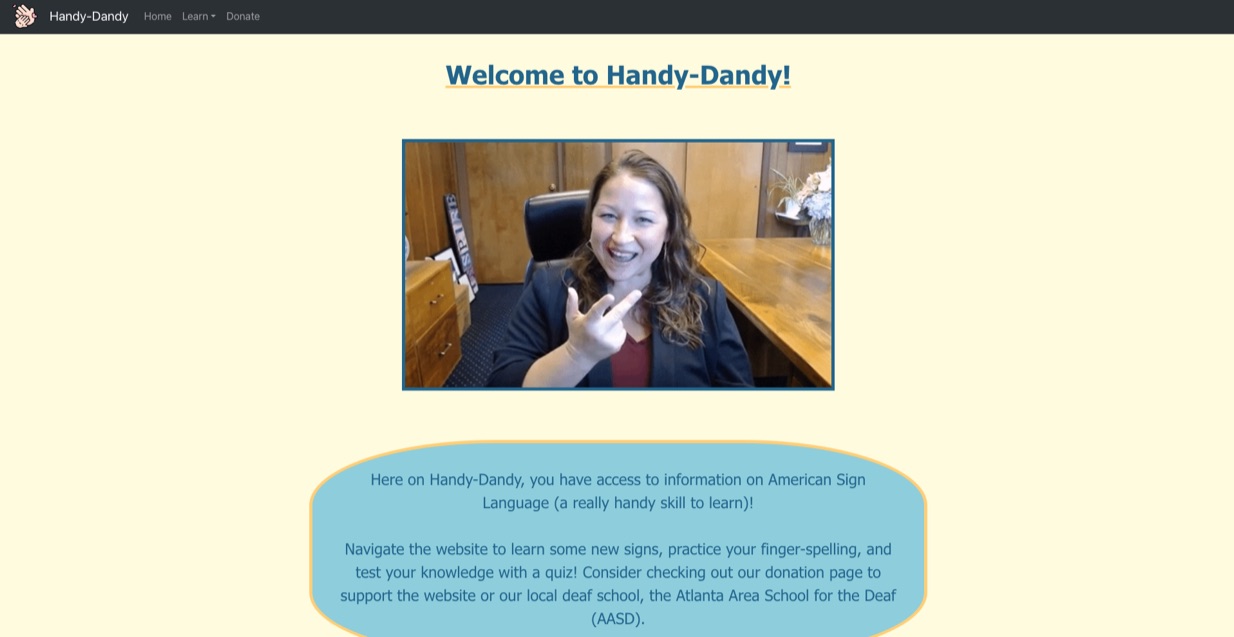 Handy-Dandy Home Learn Donate
Welcome to Handy-Dandy!
Here on Handy-Dandy, you have access to information on American Sign
Language (a really handy skill to learn)!
Navigate the website to learn some new signs, practice your finger-spelling, and
test your knowledge with a quiz! Consider checking out our donation page to
support the website or our local deaf school, the Atlanta Area School for the Deaf
(AASD).